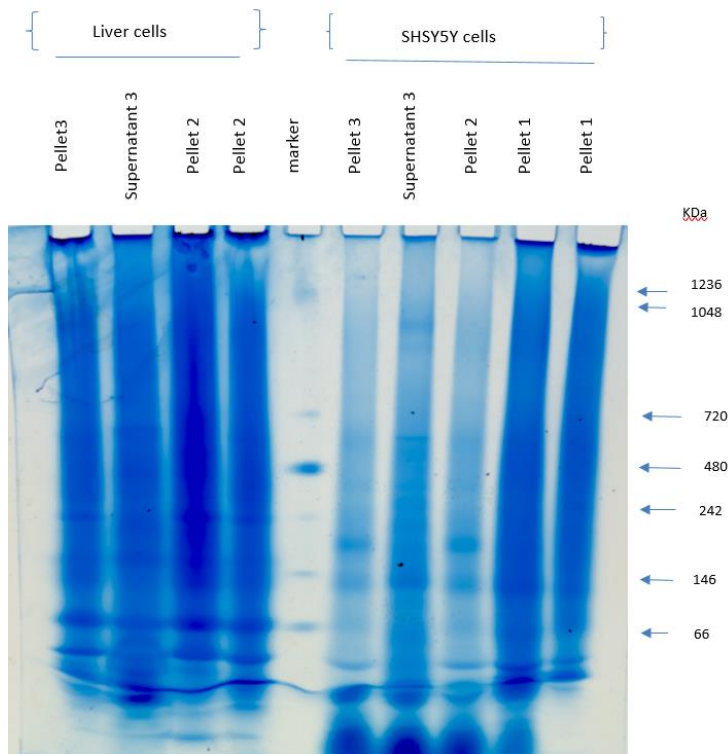 Liver cells
SHSY5Y cells
Pellet3
Supernatant 3
Pellet 2
Pellet 2
marker
Pellet 3
Supernatant 3
Pellet 2
Pellet 1
Pellet 1
KDa
1236
1048
720
480
242
146
66